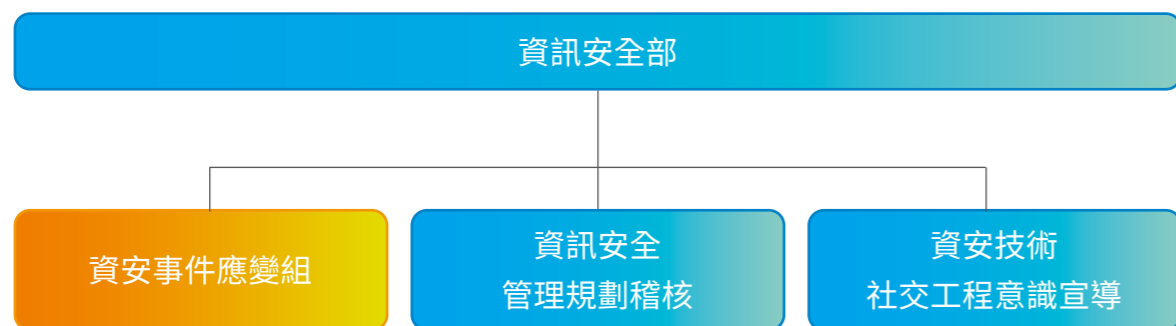 資訊安全部
資安事件應變組
資訊安全
管理規劃稽核
資安技術
社交工程意識宣導